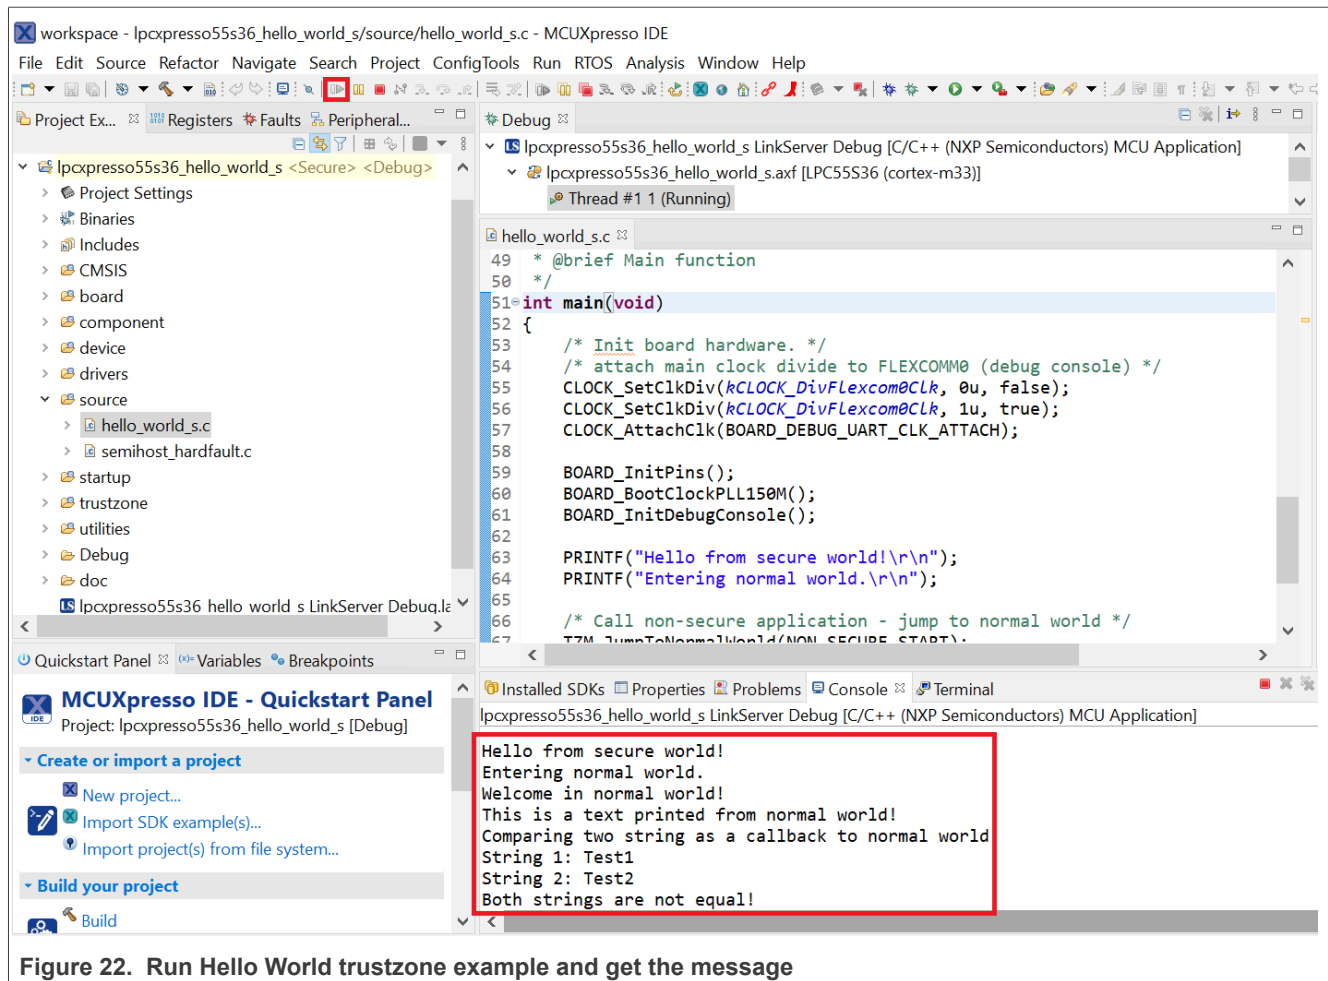 workspace - lpcxpresso55s36_hello_world_s/source/hello_world_s.c - MCUXpresso IDE
File Edit Source Refactor Navigate Search Project ConfigTools Run RTOS Analysis Window Help
Project Ex... Registers Faults Peripheral...
lpcxpresso55s36_hello_world_s <Secure> <Debug>
Project Settings
Binaries
Includes
CMSIS
board
component
device
drivers
source
hello_world_s.c
semihost_hardfault.c
startup
trustzone
utilities
Debug
doc
lpcxpresso55s36 hello world s LinkServer Debug.la
Debug
lpcxpresso55s36_hello_world_s LinkServer Debug [C/C++ (NXP Semiconductors) MCU Application]
lpcxpresso55s36_hello_world_s.axf [LPC55S36 (cortex-m33)]
Thread #1 1 (Running)
hello_world_s.c
49 * @brief Main function
50 */
51 int main(void)
52 {
53 /* Init board hardware. */
54 /* attach main clock divide to FLEXCOMM0 (debug console) */
55 CLOCK_SetClkDiv(kCLOCK_DivFlexcom0Clk, 0u, false);
56 CLOCK_SetClkDiv(kCLOCK_DivFlexcom0Clk, 1u, true);
57 CLOCK_AttachClk(BOARD_DEBUG_UART_CLK_ATTACH);
58
59 BOARD_InitPins();
60 BOARD_BootClockPLL150M();
61 BOARD_InitDebugConsole();
62
63 PRINTF("Hello from secure world!\r\n");
64 PRINTF("Entering normal world.\r\n");
65
66 /* Call non-secure application - jump to normal world */
67 TZM_JumpToNormalWorld(NON_SECURE_START);
Quickstart Panel Variables Breakpoints
IDE
MCUXpresso IDE - Quickstart Panel
Project: lpcxpresso55s36_hello_world_s [Debug]
Create or import a project
New project...
Import SDK example(s)...
Import project(s) from file system...
Build your project
Build
Installed SDKs Properties Problems Console Terminal
lpcxpresso55s36_hello_world_s LinkServer Debug [C/C++ (NXP Semiconductors) MCU Application]
Hello from secure world!
Entering normal world.
Welcome in normal world!
This is a text printed from normal world!
Comparing two string as a callback to normal world
String 1: Test1
String 2: Test2
Both strings are not equal!
Figure 22. Run Hello World trustzone example and get the message